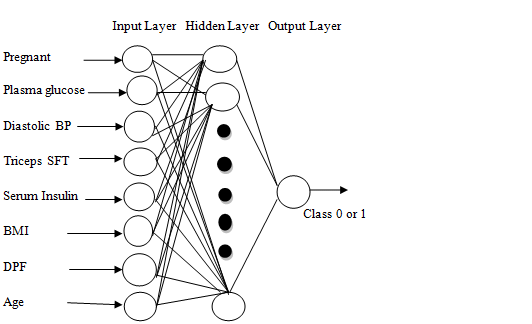 Input Layer Hidden Layer Output Layer
Pregnant
Plasma glucose
Diastolic BP
Triceps SFT
Serum Insulin
Class 0 or 1
BMI
DPF
Age